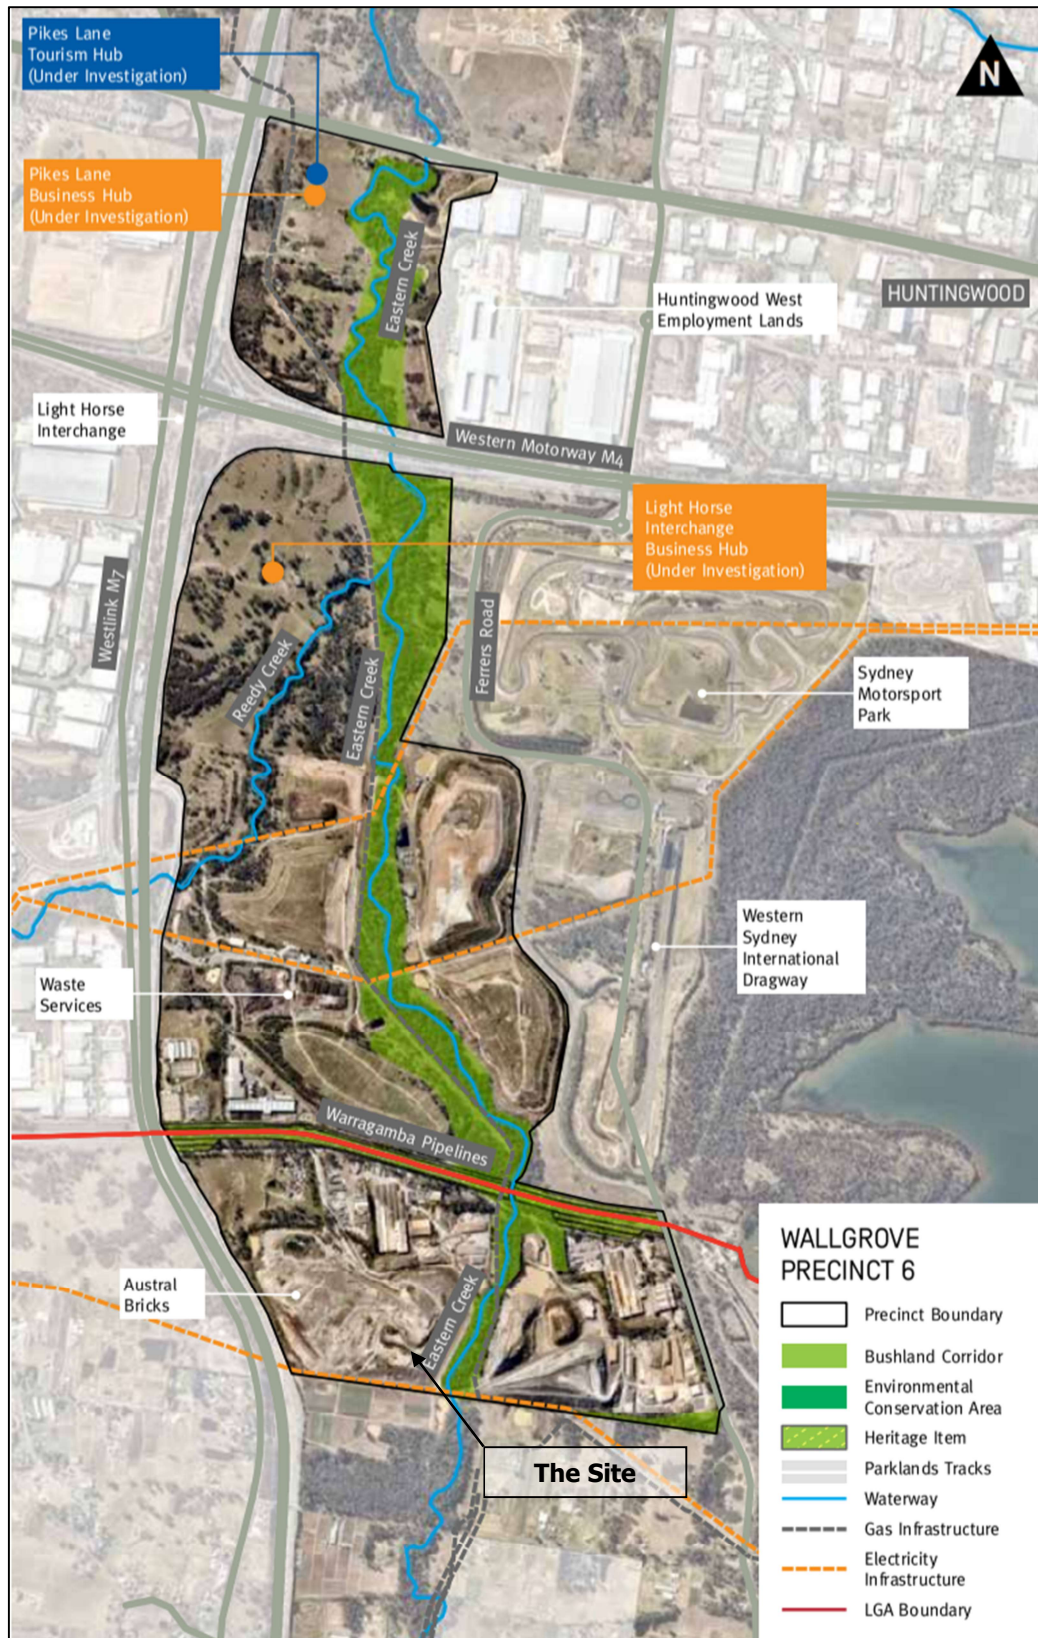 Pikes Lane
Tourism Hub
(Under Investigation)
N
Pikes Lane
Business Hub
(Under Investigation)
Eastern Creek
Huntingwood West
Employment Lands
HUNTINGWOOD
Light Horse
Interchange
Western Motorway M4
Light Horse
Interchange
Business Hub
(Under Investigation)
Westlink M7
Ferrers Road
Reedy Creek
Eastern Creek
Sydney
Motorsport
Park
Western
Sydney
International
Dragway
Waste
Services
Warragamba Pipelines
Austral
Bricks
Eastern Creek
The Site
WALLGROVE
PRECINCT 6
Precinct Boundary
Bushland Corridor
Environmental
Conservation Area
Heritage Item
Parklands Tracks
Waterway
Gas Infrastructure
Electricity
Infrastructure
LGA Boundary